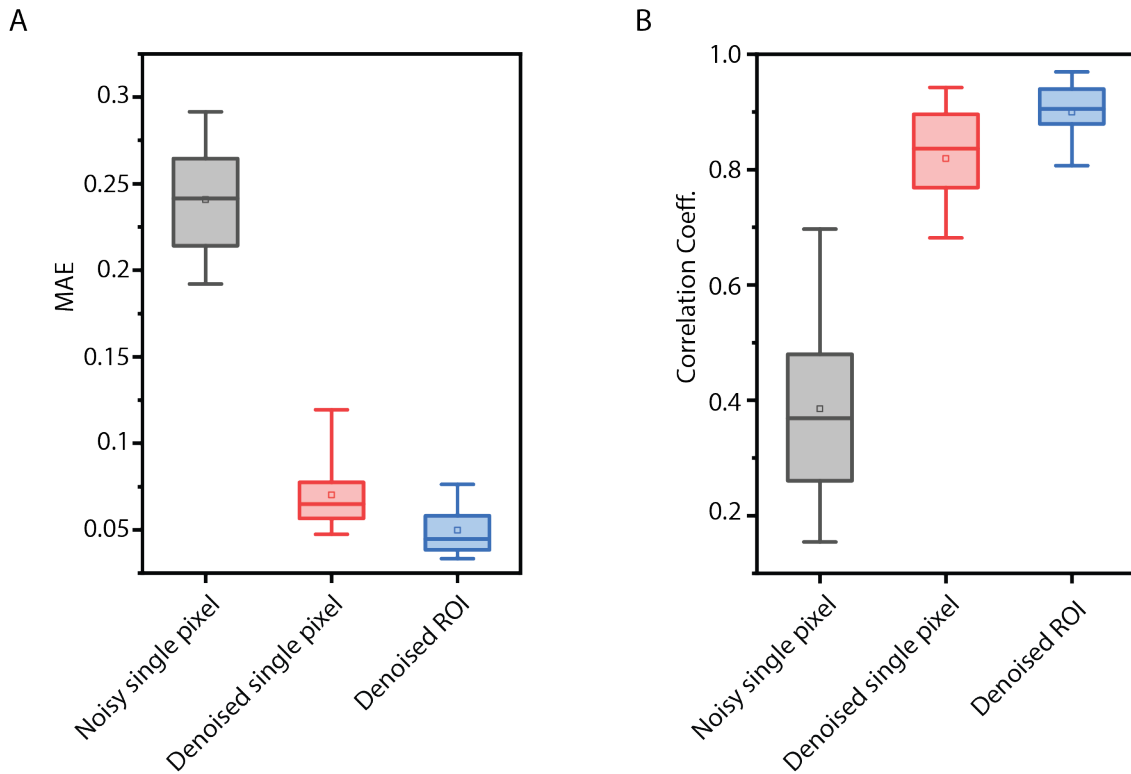 A
MAE
0.3
0.25
0.2
0.15
0.1
0.05
Noisy single pixel
Denoised single pixel
Denoised ROI
B
Correlation Coeff.
1.0
0.8
0.6
0.4
0.2
Noisy single pixel
Denoised single pixel
Denoised ROI